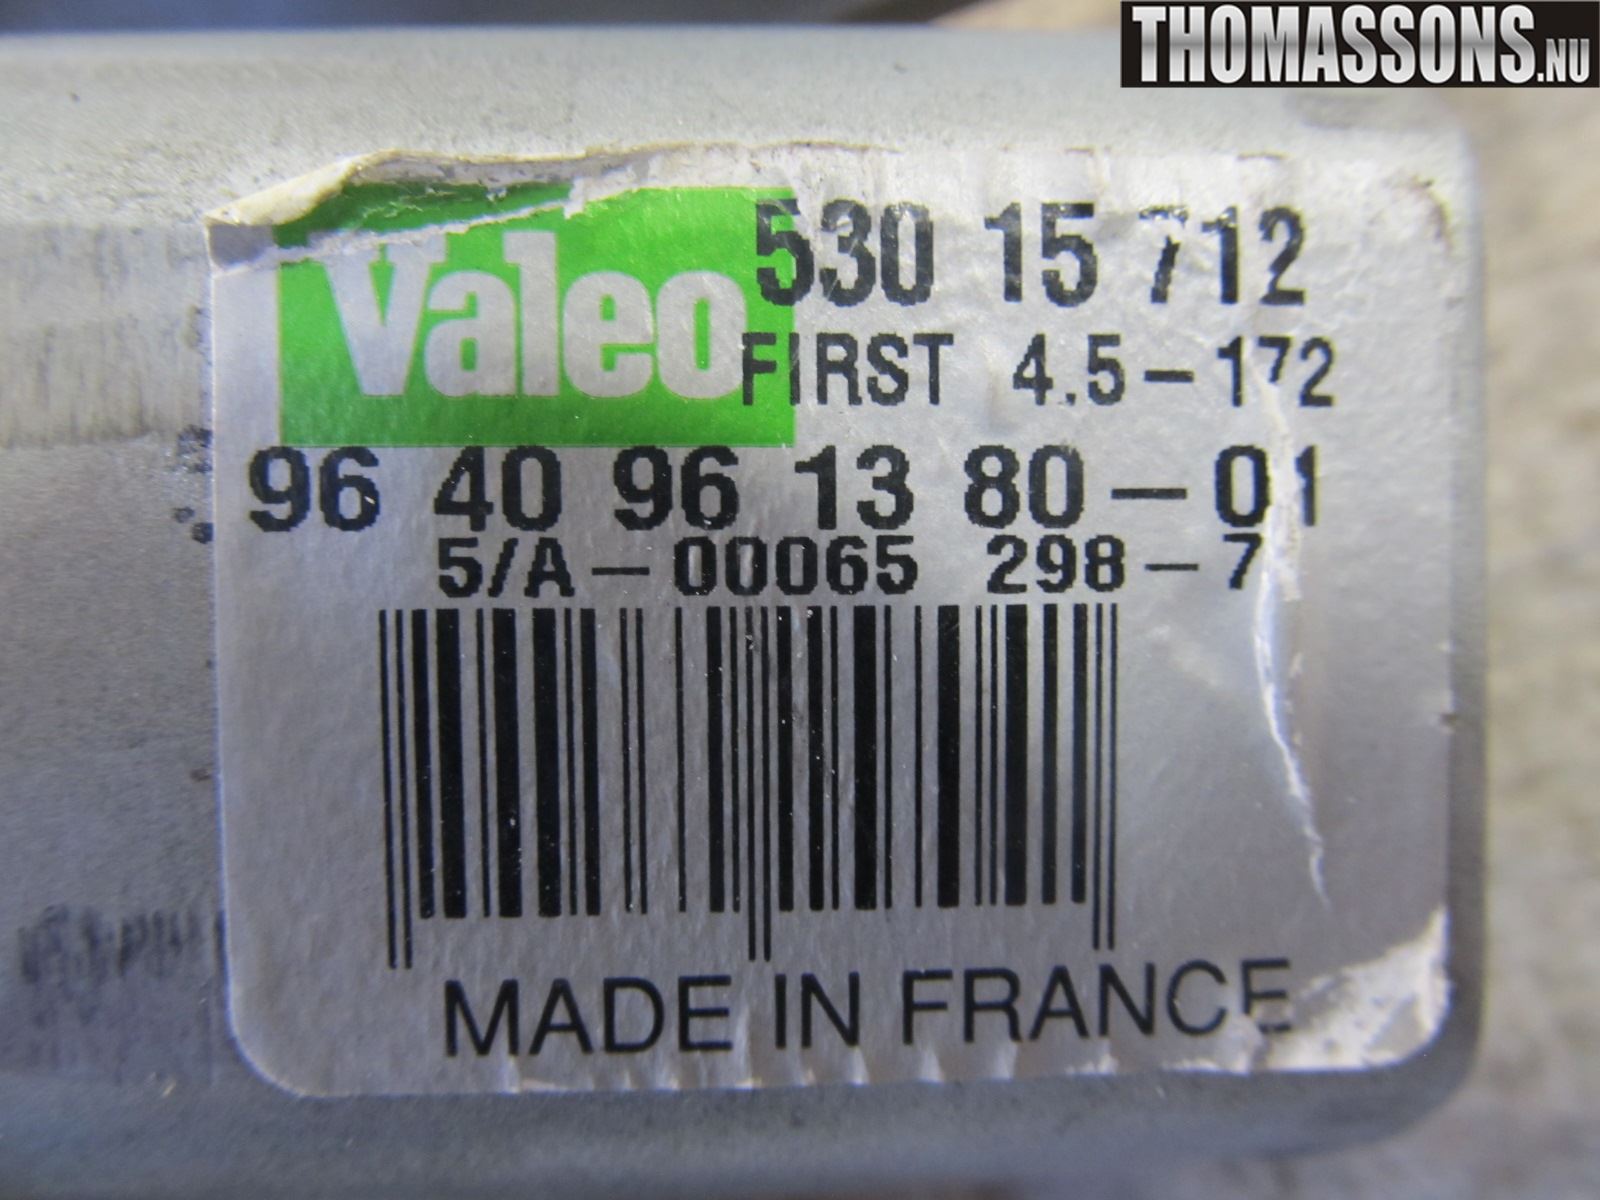 THOMASSONS.NU
Valeo 530 15 712
FIRST 4.5-172
96 40 96 13 80-01
5/A-00065 298-7
MADE IN FRANCE